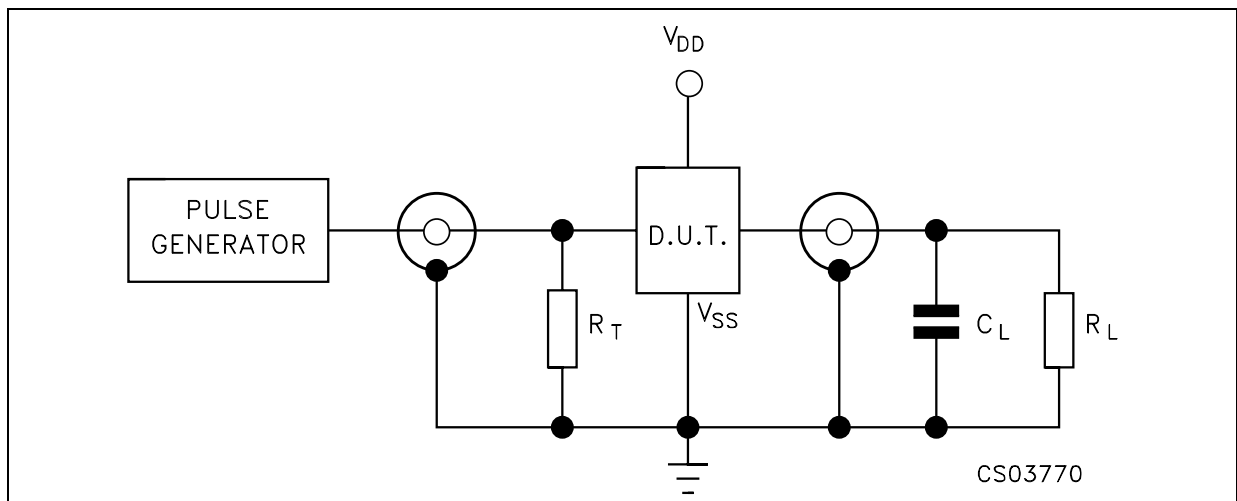 VDD
PULSE
GENERATOR
D.U.T.
RT
VSS
CL
RL
CS03770